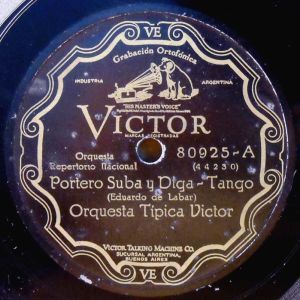 VE
Grabación Ortofónica
INDUSTRIA ARGENTINA
"HIS MASTER'S VOICE"
VICTOR
MARCAS REGISTRADAS
Orquesta 80925-A
Repertorio Nacional (44230)
Portero Suba y Diga - Tango
(Eduardo de Labar)
Orquesta Típica Victor
VICTOR TALKING MACHINE CO.
SUCURSAL ARGENTINA,
BUENOS AIRES
VE